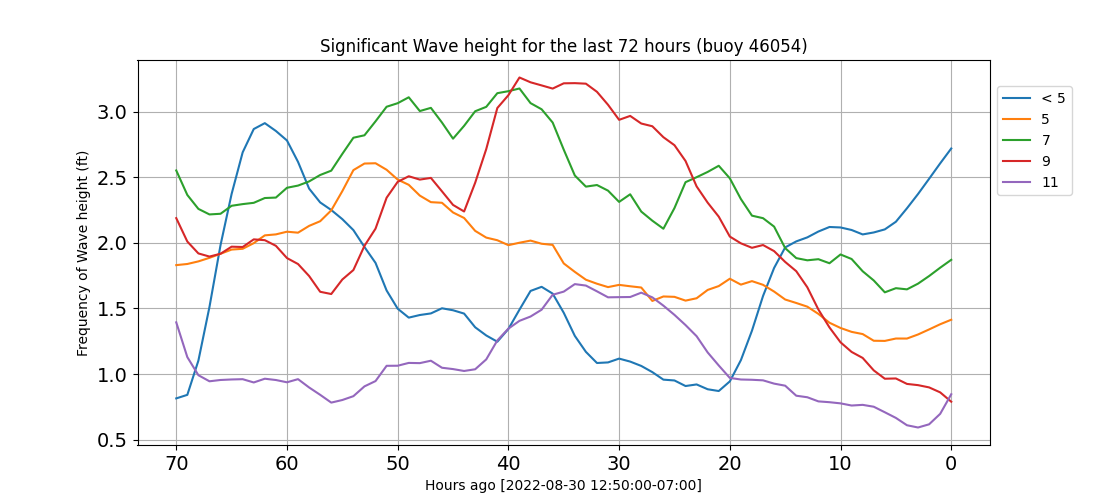 Significant Wave height for the last 72 hours (buoy 46054)
Frequency of Wave height (ft)
3.0
2.5
2.0
1.5
1.0
0.5
70 60 50 40 30 20 10 0
Hours ago [2022-08-30 12:50:00-07:00]
< 5
5
7
9
11